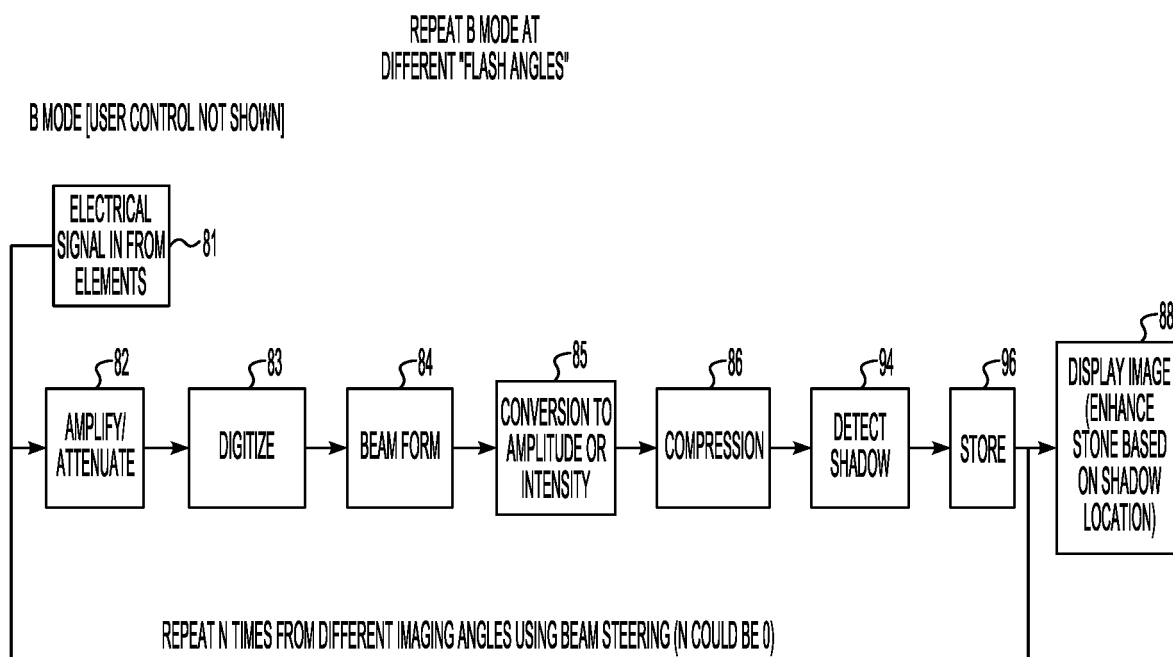 REPEAT B MODE AT
DIFFERENT "FLASH ANGLES"
B MODE [USER CONTROL NOT SHOWN]
ELECTRICAL
SIGNAL IN FROM
ELEMENTS
81
82
AMPLIFY/
ATTENUATE
83
DIGITIZE
84
BEAM FORM
85
CONVERSION TO
AMPLITUDE OR
INTENSITY
86
COMPRESSION
94
DETECT
SHADOW
96
STORE
88
DISPLAY IMAGE
(ENHANCE
STONE BASED
ON SHADOW
LOCATION)
REPEAT N TIMES FROM DIFFERENT IMAGING ANGLES USING BEAM STEERING (N COULD BE 0)